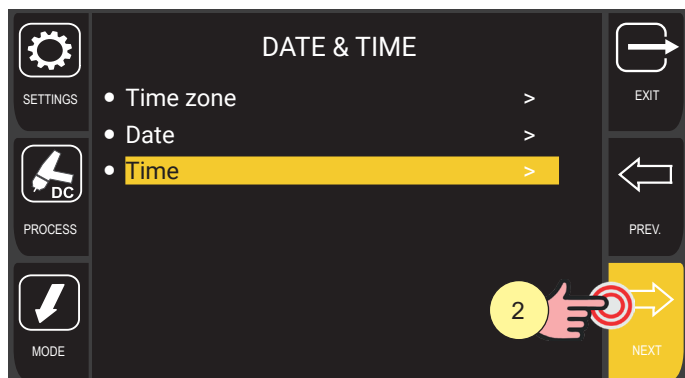 DATE & TIME
SETTINGS
• Time zone >
EXIT
• Date >
• Time >
DC
PROCESS
PREV.
2
MODE
NEXT